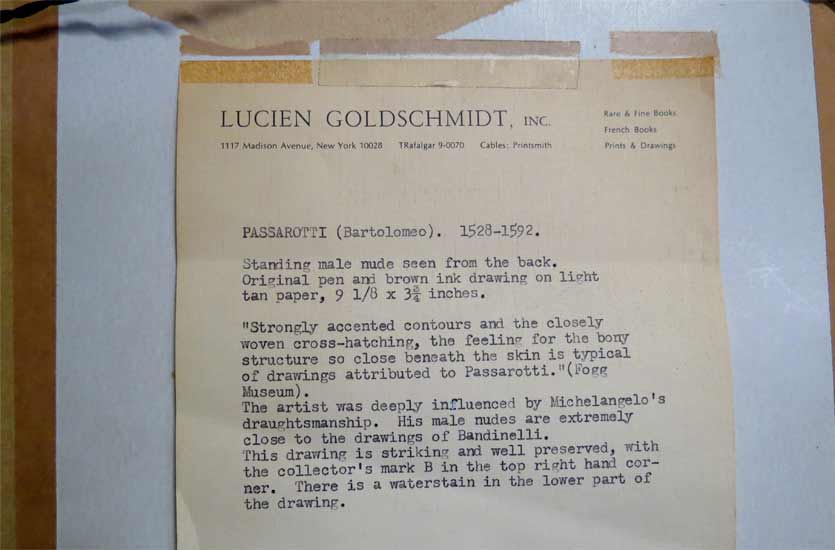 LUCIEN GOLDSCHMIDT, INC.
Rare & Fine Books
French Books
1117 Madison Avenue, New York 10028 TRafalgar 9-0070 Cables: Printsmith
Prints & Drawings
PASSAROTTI (Bartolomeo). 1528-1592.
Standing male nude seen from the back.
Original pen and brown ink drawing on light
tan paper, 9 1/8 x 3¾ inches.
"Strongly accented contours and the closely
woven cross-hatching, the feeling for the bony
structure so close beneath the skin is typical
of drawings attributed to Passarotti."(Fogg
Museum).
The artist was deeply influenced by Michelangelo's
draughtsmanship. His male nudes are extremely
close to the drawings of Bandinelli.
This drawing is striking and well preserved, with
the collector's mark B in the top right hand cor-
ner. There is a waterstain in the lower part of
the drawing.